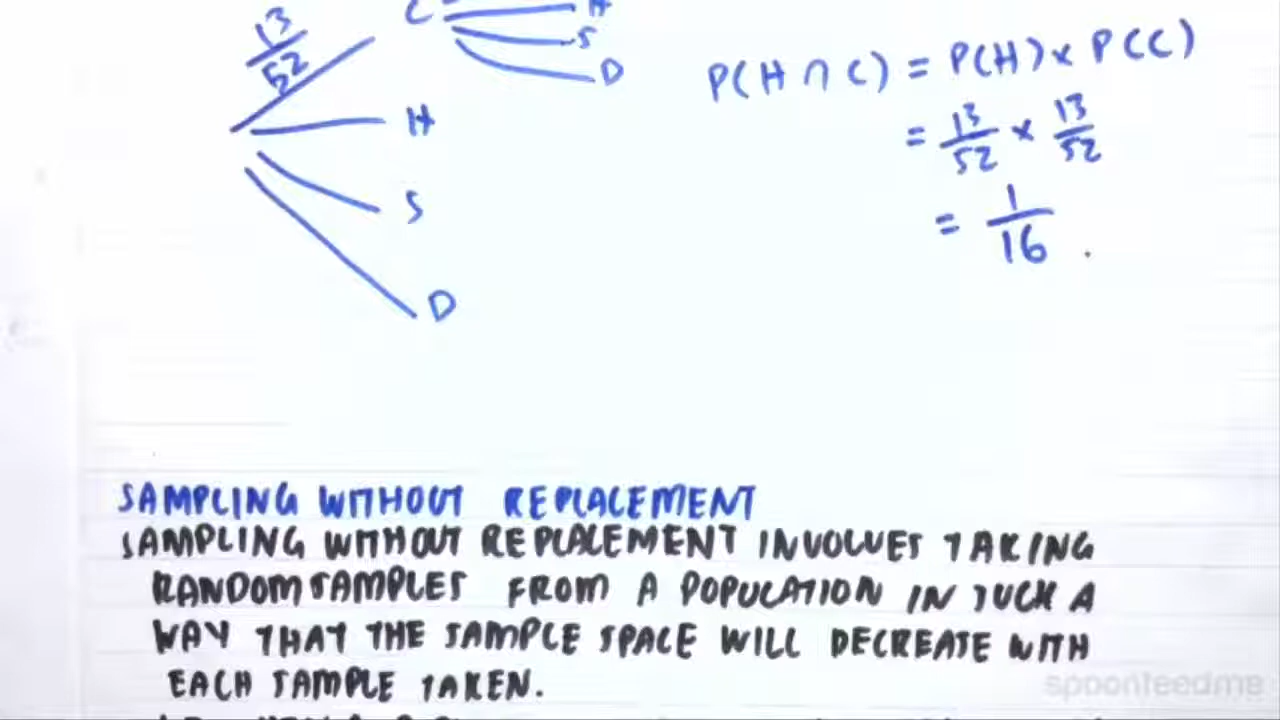 13
52
C
H
S
D
H
S
D
P(H ∩ C) = P(H) × P(C)
= 13/52 × 13/52
= 1/16
SAMPLING WITHOUT REPLACEMENT
SAMPLING WITHOUT REPLACEMENT INVOLVES TAKING
RANDOM SAMPLES FROM A POPULATION IN SUCH A
WAY THAT THE SAMPLE SPACE WILL DECREASE WITH
EACH SAMPLE TAKEN.
spoonfeedme